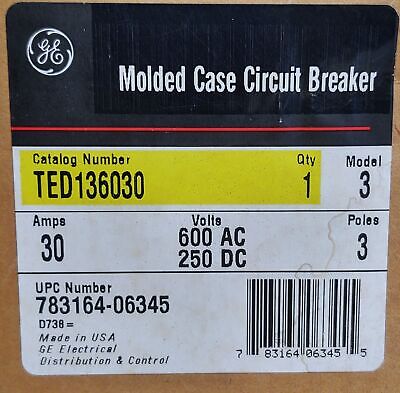 GE
Molded Case Circuit Breaker
Catalog Number Qty Model
TED136030 1 3
Amps Volts Poles
30 600 AC 3
250 DC
UPC Number
783164-06345
D738=
Made in USA
GE Electrical
Distribution & Control
7 83164 06345 5